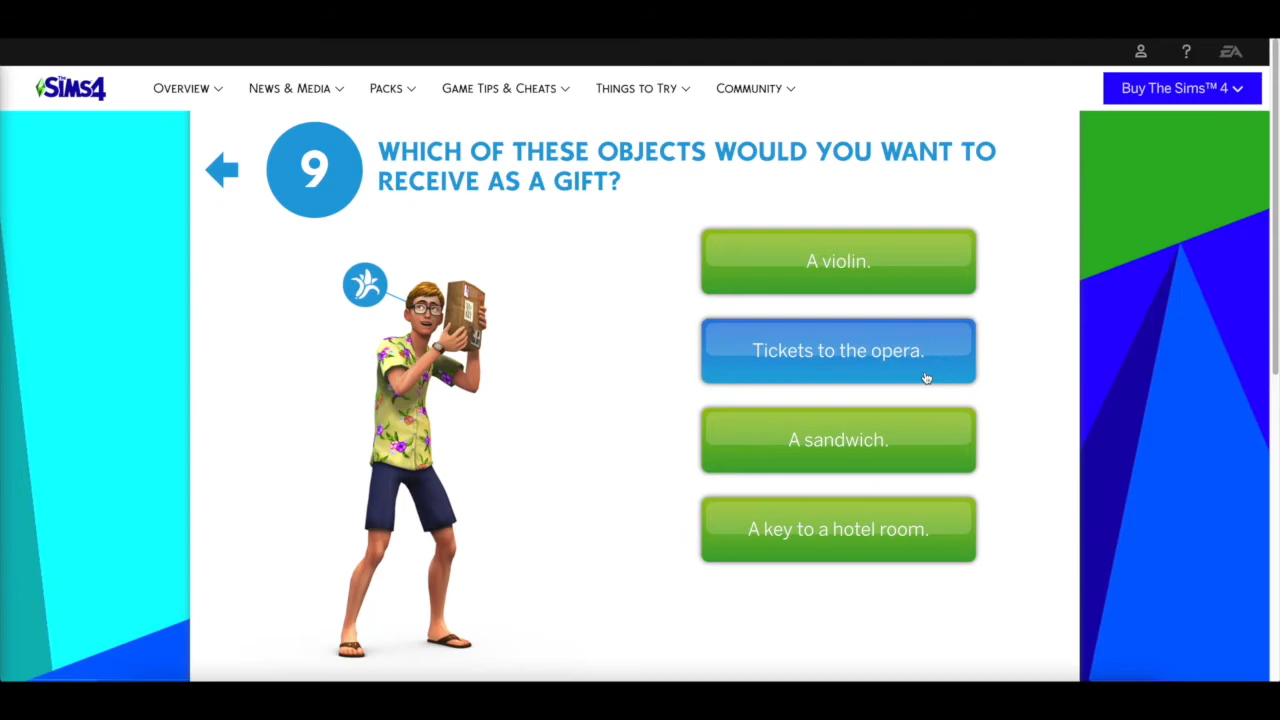 THE SIMS 4
OVERVIEW
NEWS & MEDIA
PACKS
GAME TIPS & CHEATS
THINGS TO TRY
COMMUNITY
?
EA
Buy The Sims™ 4
9
WHICH OF THESE OBJECTS WOULD YOU WANT TO
RECEIVE AS A GIFT?
A violin.
Tickets to the opera.
A sandwich.
A key to a hotel room.